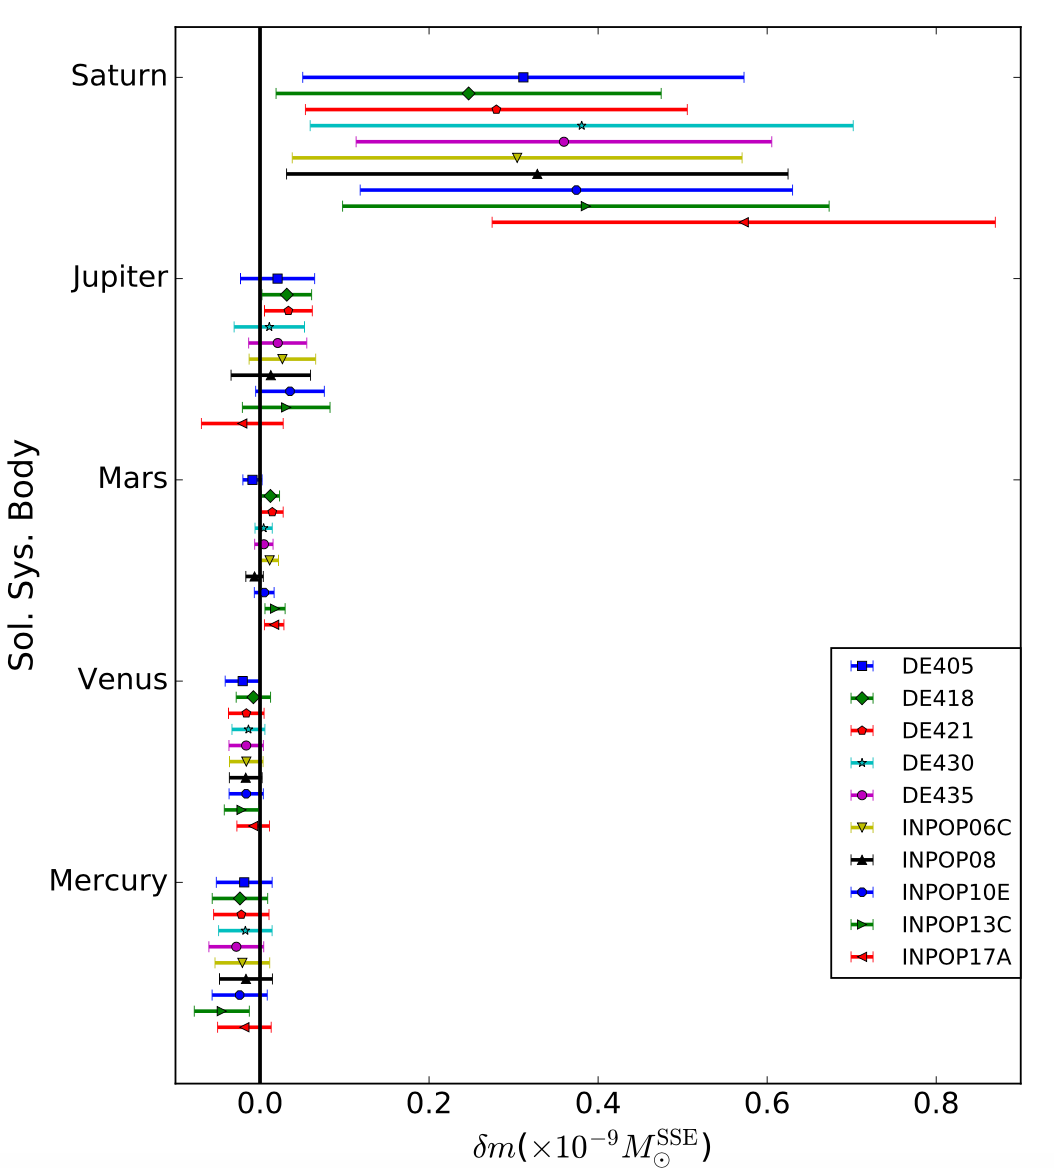 Saturn
Jupiter
Mars
Venus
Mercury
Sol. Sys. Body
DE405
DE418
DE421
DE430
DE435
INPOP06C
INPOP08
INPOP10E
INPOP13C
INPOP17A
0.0 0.2 0.4 0.6 0.8
δm(×10⁻⁹ M☉^SSE)